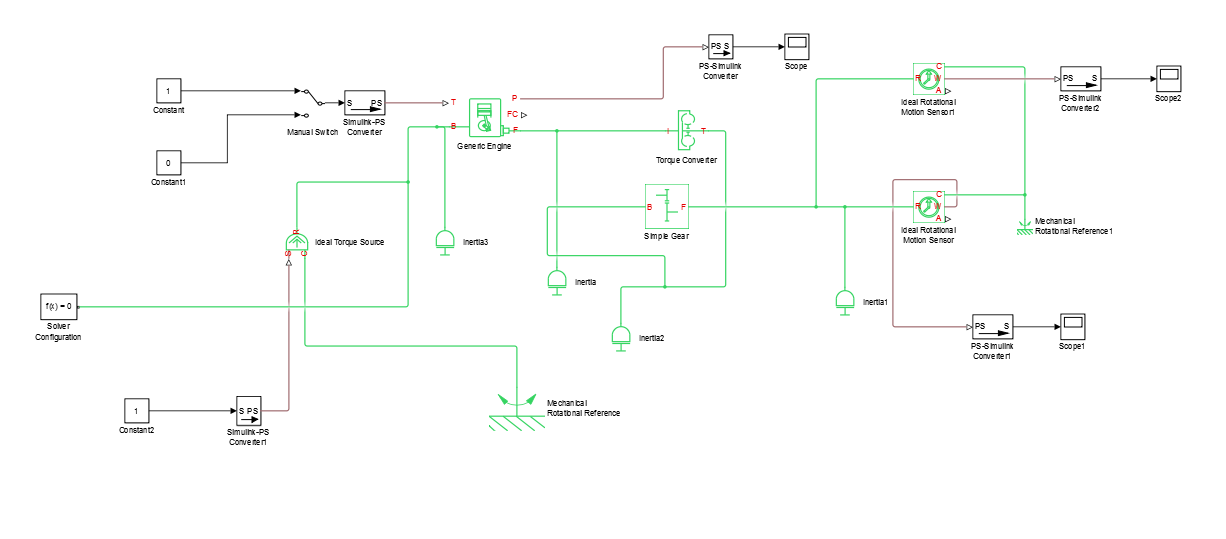 PS S
PS-Simulink
Converter
Scope
1
Constant
Manual Switch
S PS
Simulink-PS
Converter
T
P
FC
B
F
Generic Engine
I
T
Torque Converter
C
R
W
A
Ideal Rotational
Motion Sensor1
PS S
PS-Simulink
Converter2
Scope2
0
Constant1
B
F
Simple Gear
C
R
W
A
Ideal Rotational
Motion Sensor
Mechanical
Rotational Reference1
R
S
C
Ideal Torque Source
Inertia3
Inertia
Inertia1
Inertia2
f(x) = 0
Solver
Configuration
PS S
PS-Simulink
Converter1
Scope1
1
Constant2
S PS
Simulink-PS
Converter1
Mechanical
Rotational Reference